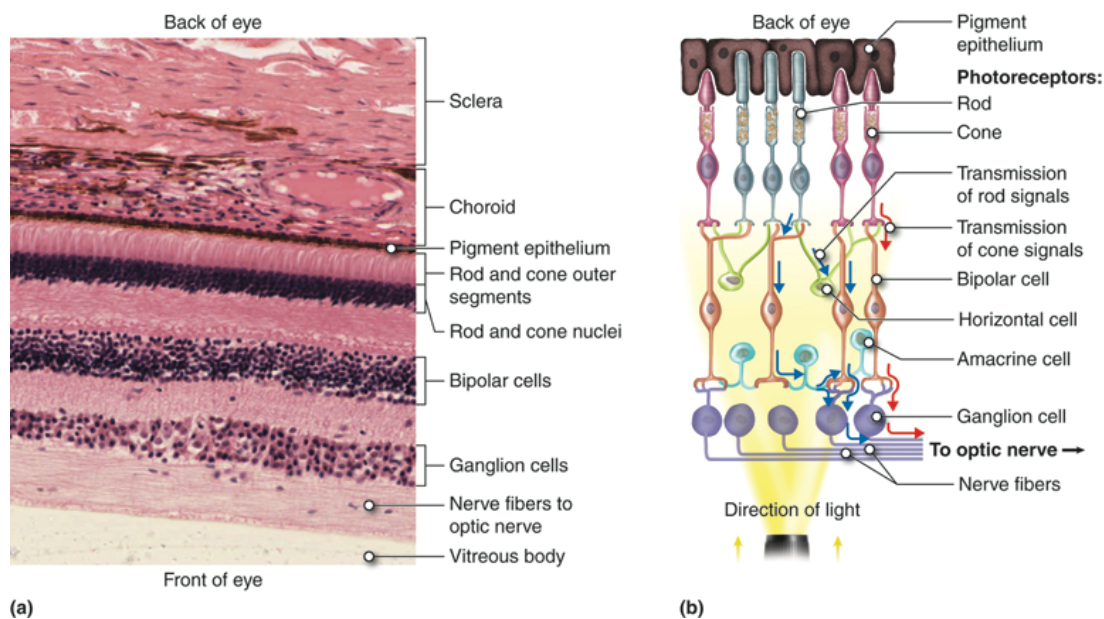 Back of eye
Sclera
Choroid
Pigment epithelium
Rod and cone outer
segments
Rod and cone nuclei
Bipolar cells
Ganglion cells
Nerve fibers to
optic nerve
Vitreous body
Front of eye
(a)
Back of eye
Pigment
epithelium
Photoreceptors:
Rod
Cone
Transmission
of rod signals
Transmission
of cone signals
Bipolar cell
Horizontal cell
Amacrine cell
Ganglion cell
To optic nerve
Nerve fibers
Direction of light
(b)